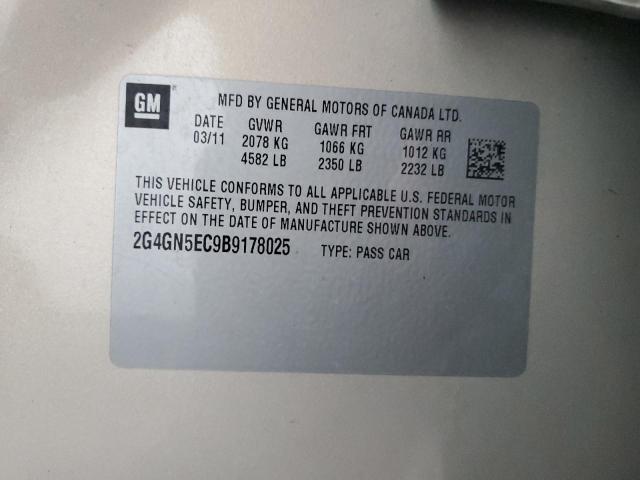 GM
MFD BY GENERAL MOTORS OF CANADA LTD.
DATE GVWR GAWR FRT GAWR RR
03/11 2078 KG 1066 KG 1012 KG
4582 LB 2350 LB 2232 LB
THIS VEHICLE CONFORMS TO ALL APPLICABLE U.S. FEDERAL MOTOR
VEHICLE SAFETY, BUMPER, AND THEFT PREVENTION STANDARDS IN
EFFECT ON THE DATE OF MANUFACTURE SHOWN ABOVE.
2G4GN5EC9B9178025 TYPE: PASS CAR